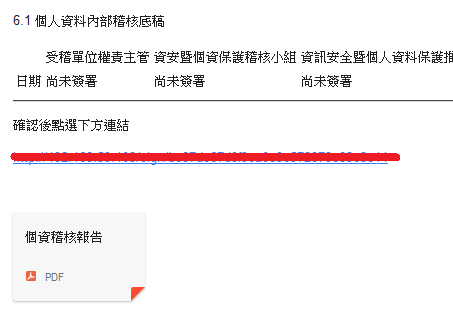 6.1 個人資料內部稽核底稿
受稽單位權責主管 資安暨個資保護稽核小組 資訊安全暨個人資料保護推
日期 尚未簽署 尚未簽署 尚未簽署
確認後點選下方連結
個資稽核報告
PDF